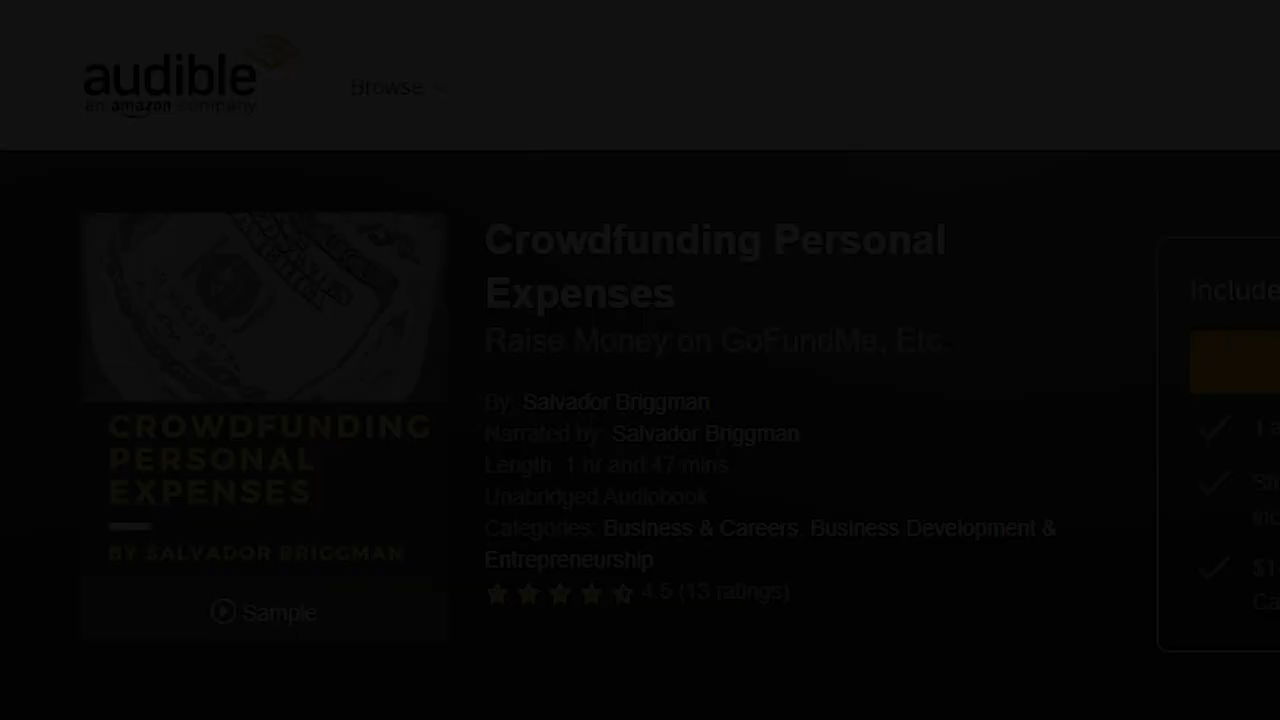 audible
an amazon company
Browse
Crowdfunding Personal
Expenses
Raise Money on GoFundMe, Etc.
By: Salvador Briggman
Narrated by: Salvador Briggman
Length: 1 hr and 47 mins
Unabridged Audiobook
Categories: Business & Careers, Business Development &
Entrepreneurship
4.5 (13 ratings)
CROWDFUNDING
PERSONAL
EXPENSES
BY SALVADOR BRIGGMAN
Sample
Include